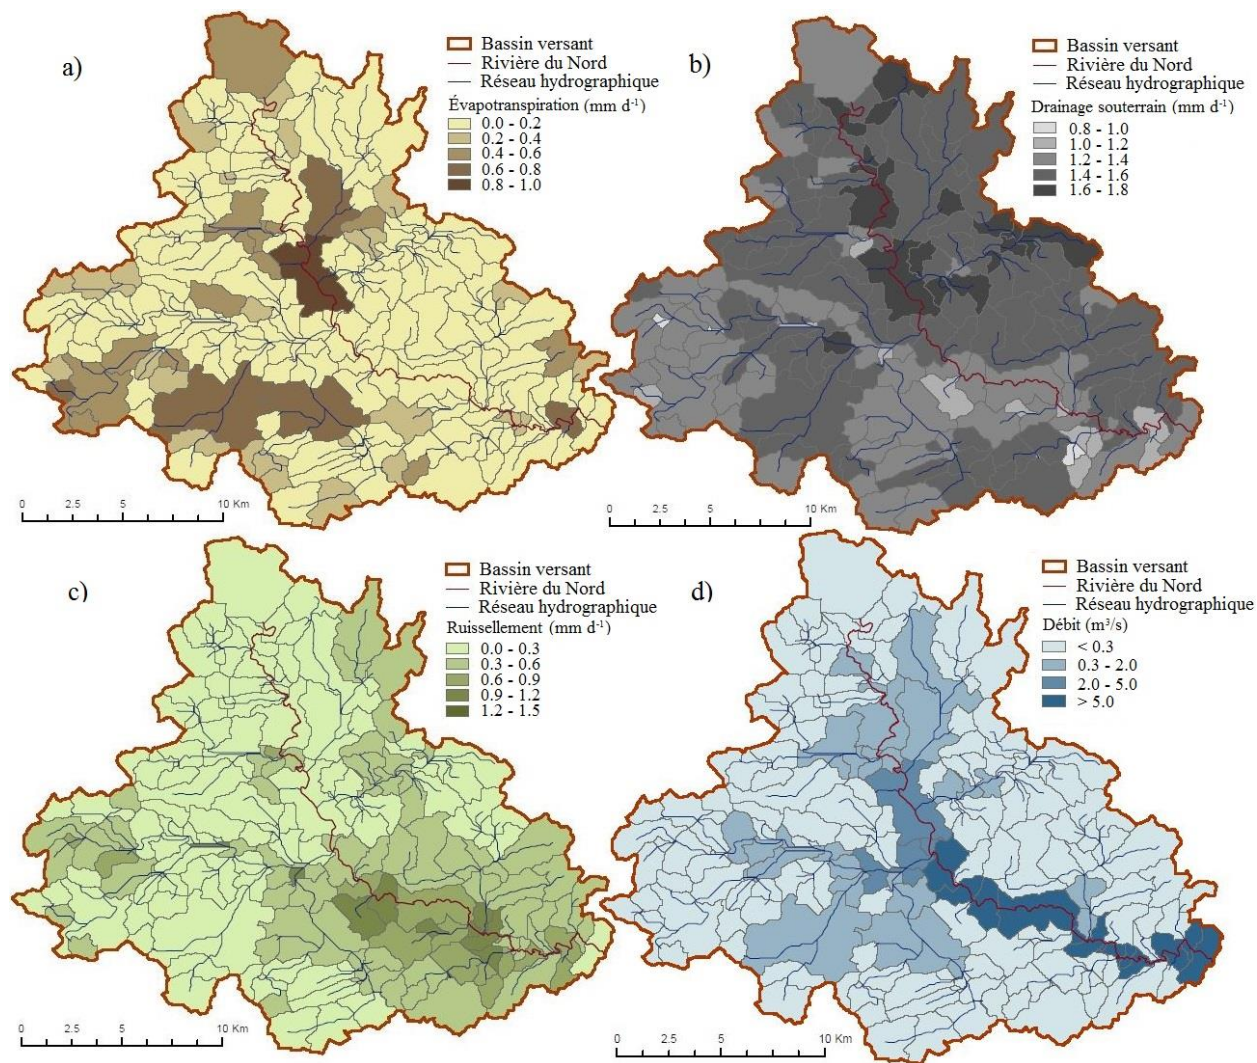 a)
Bassin versant
Rivière du Nord
Réseau hydrographique
Évapotranspiration (mm d⁻¹)
0.0 - 0.2
0.2 - 0.4
0.4 - 0.6
0.6 - 0.8
0.8 - 1.0
0 2.5 5 10 Km
b)
Bassin versant
Rivière du Nord
Réseau hydrographique
Drainage souterrain (mm d⁻¹)
0.8 - 1.0
1.0 - 1.2
1.2 - 1.4
1.4 - 1.6
1.6 - 1.8
0 2.5 5 10 Km
c)
Bassin versant
Rivière du Nord
Réseau hydrographique
Ruissellement (mm d⁻¹)
0.0 - 0.3
0.3 - 0.6
0.6 - 0.9
0.9 - 1.2
1.2 - 1.5
0 2.5 5 10 Km
d)
Bassin versant
Rivière du Nord
Réseau hydrographique
Débit (m³/s)
< 0.3
0.3 - 2.0
2.0 - 5.0
> 5.0
0 2.5 5 10 Km